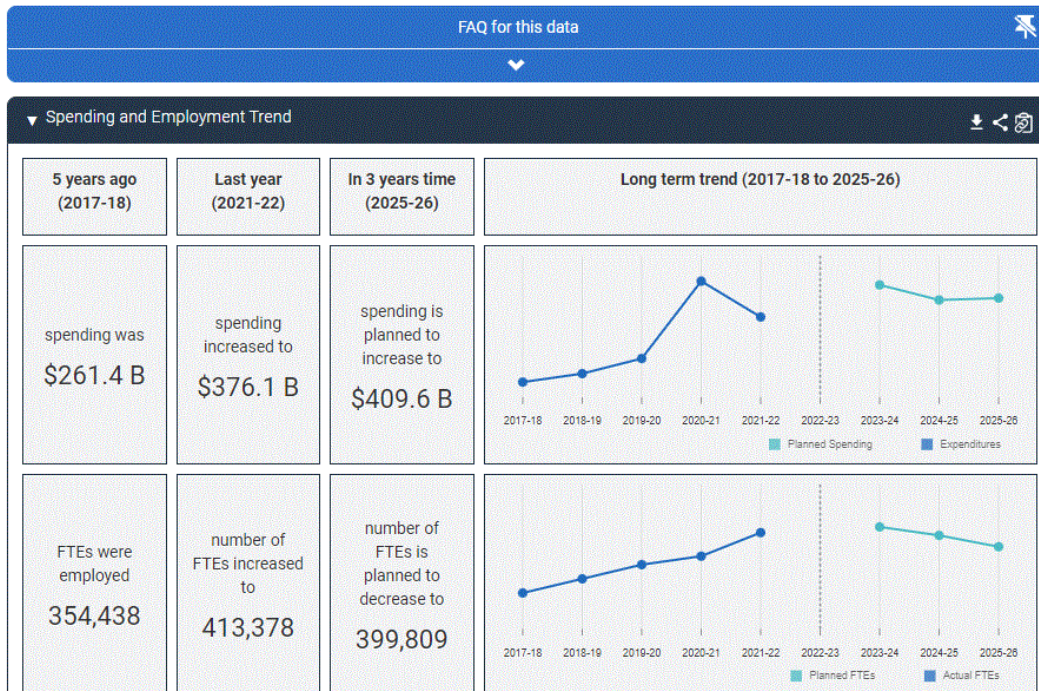 FAQ for this data
Spending and Employment Trend
5 years ago
(2017-18)
Last year
(2021-22)
In 3 years time
(2025-26)
Long term trend (2017-18 to 2025-26)
spending was
$261.4 B
spending
increased to
$376.1 B
spending is
planned to
increase to
$409.6 B
2017-18 2018-19 2019-20 2020-21 2021-22 2022-23 2023-24 2024-25 2025-26
Planned Spending Expenditures
FTEs were
employed
354,438
number of
FTEs increased
to
413,378
number of
FTEs is
planned to
decrease to
399,809
2017-18 2018-19 2019-20 2020-21 2021-22 2022-23 2023-24 2024-25 2025-26
Planned FTEs Actual FTEs